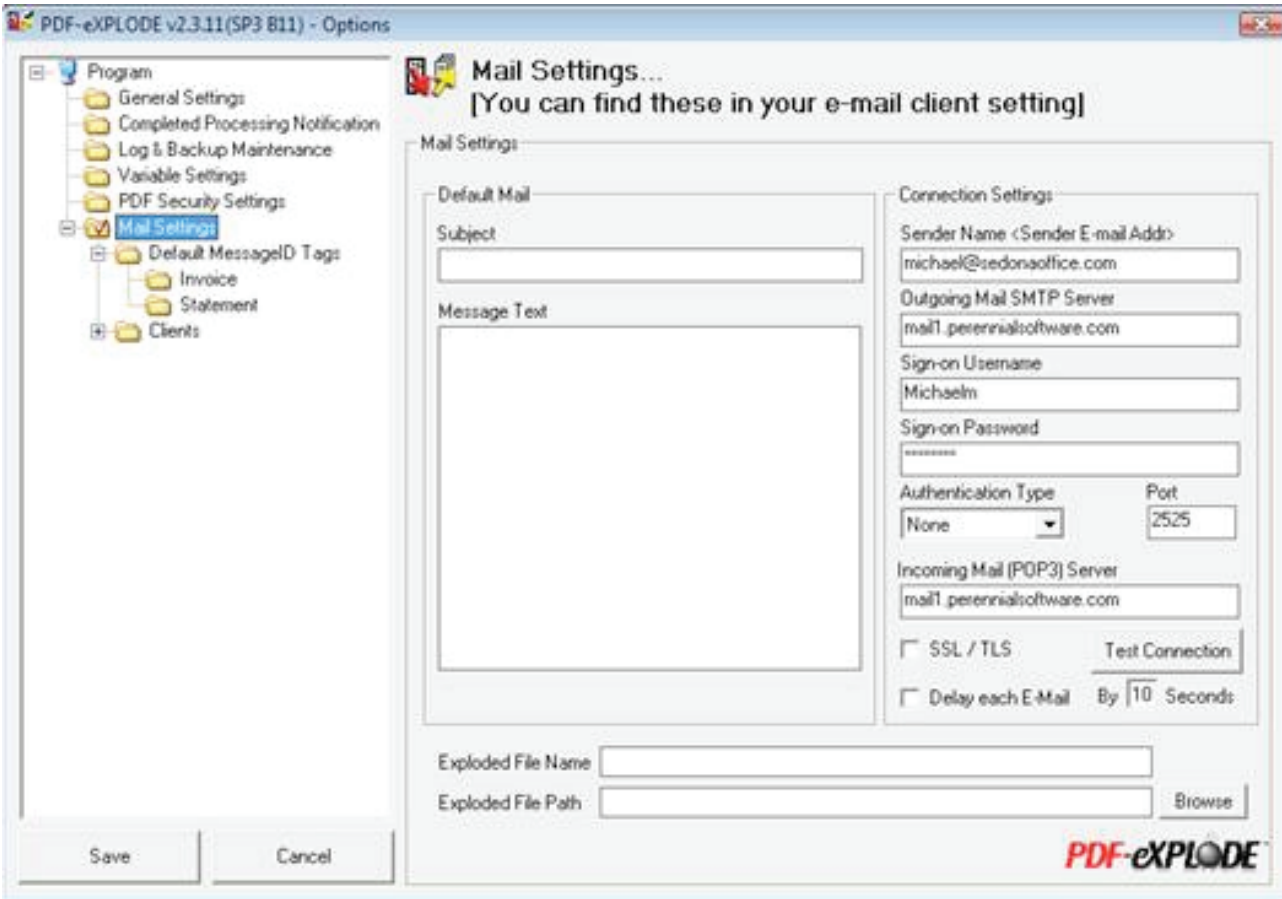 PDF-eXPLODE v2.3.11(SP3 B11) - Options
Program
General Settings
Completed Processing Notification
Log & Backup Maintenance
Variable Settings
PDF Security Settings
Mail Settings
Default MessageID Tags
Invoice
Statement
Clients
Save
Cancel
Mail Settings...
[You can find these in your e-mail client setting]
Mail Settings
Default Mail
Subject
Message Text
Connection Settings
Sender Name <Sender E-mail Addr>
michael@sedonaoffice.com
Outgoing Mail SMTP Server
mail1.perennialsoftware.com
Sign-on Username
Michaelm
Sign-on Password
********
Authentication Type
Port
None
2525
Incoming Mail (POP3) Server
mail1.perennialsoftware.com
SSL / TLS
Test Connection
Delay each E-Mail By 10 Seconds
Exploded File Name
Exploded File Path
Browse
PDF-eXPLODE